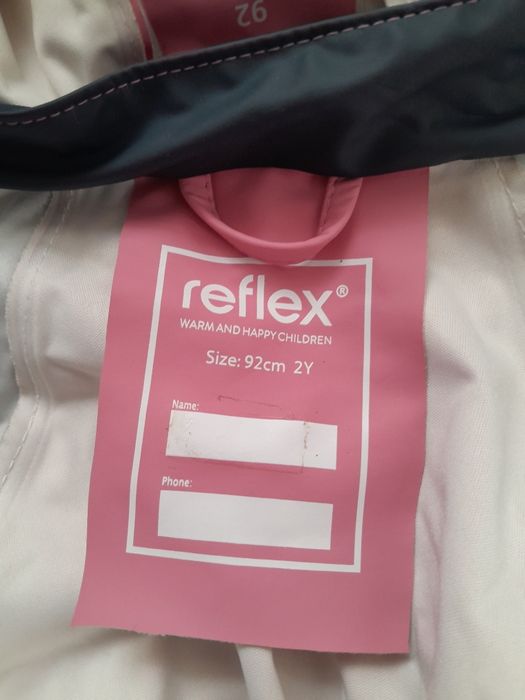 92
reflex®
WARM AND HAPPY CHILDREN
Size: 92cm 2Y
Name:
Phone: